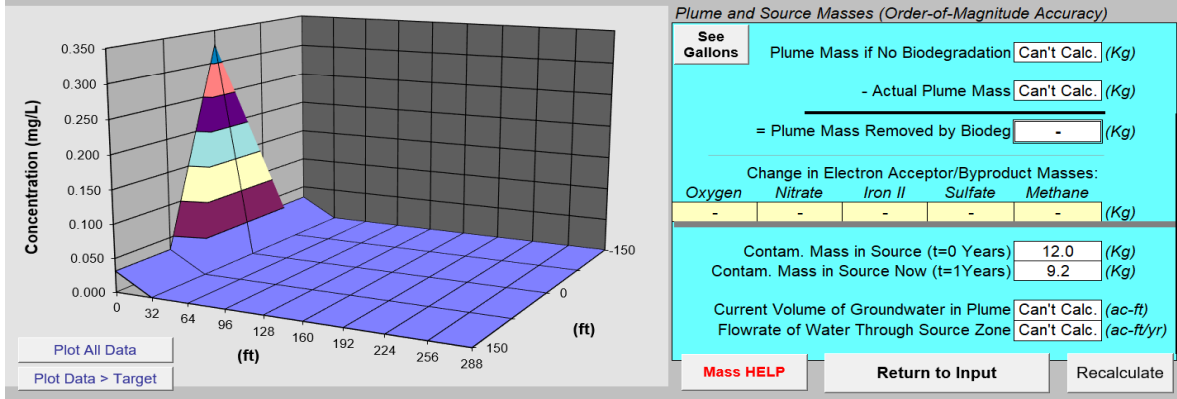 Concentration (mg/L)
0.350
0.300
0.250
0.200
0.150
0.100
0.050
0.000
0
32
64
96
128
160
192
224
256
288
(ft)
-150
0
150
(ft)
Plot All Data
Plot Data > Target
Plume and Source Masses (Order-of-Magnitude Accuracy)
See
Gallons
Plume Mass if No Biodegradation Can't Calc. (Kg)
- Actual Plume Mass Can't Calc. (Kg)
= Plume Mass Removed by Biodeg - (Kg)
Change in Electron Acceptor/Byproduct Masses:
Oxygen Nitrate Iron II Sulfate Methane
- - - - - (Kg)
Contam. Mass in Source (t=0 Years) 12.0 (Kg)
Contam. Mass in Source Now (t=1Years) 9.2 (Kg)
Current Volume of Groundwater in Plume Can't Calc. (ac-ft)
Flowrate of Water Through Source Zone Can't Calc. (ac-ft/yr)
Mass HELP
Return to Input
Recalculate